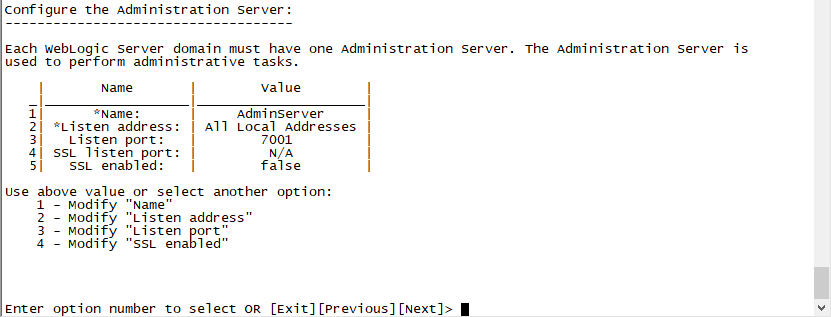 Configure the Administration Server:
------------------------------------
Each WebLogic Server domain must have one Administration Server. The Administration Server is
used to perform administrative tasks.
| Name | Value |
_|__________________|_____________________|
1| *Name: | AdminServer |
2| *Listen address: | All Local Addresses |
3| Listen port: | 7001 |
4| SSL listen port: | N/A |
5| SSL enabled: | false |
Use above value or select another option:
1 - Modify "Name"
2 - Modify "Listen address"
3 - Modify "Listen port"
4 - Modify "SSL enabled"
Enter option number to select OR [Exit][Previous][Next]>